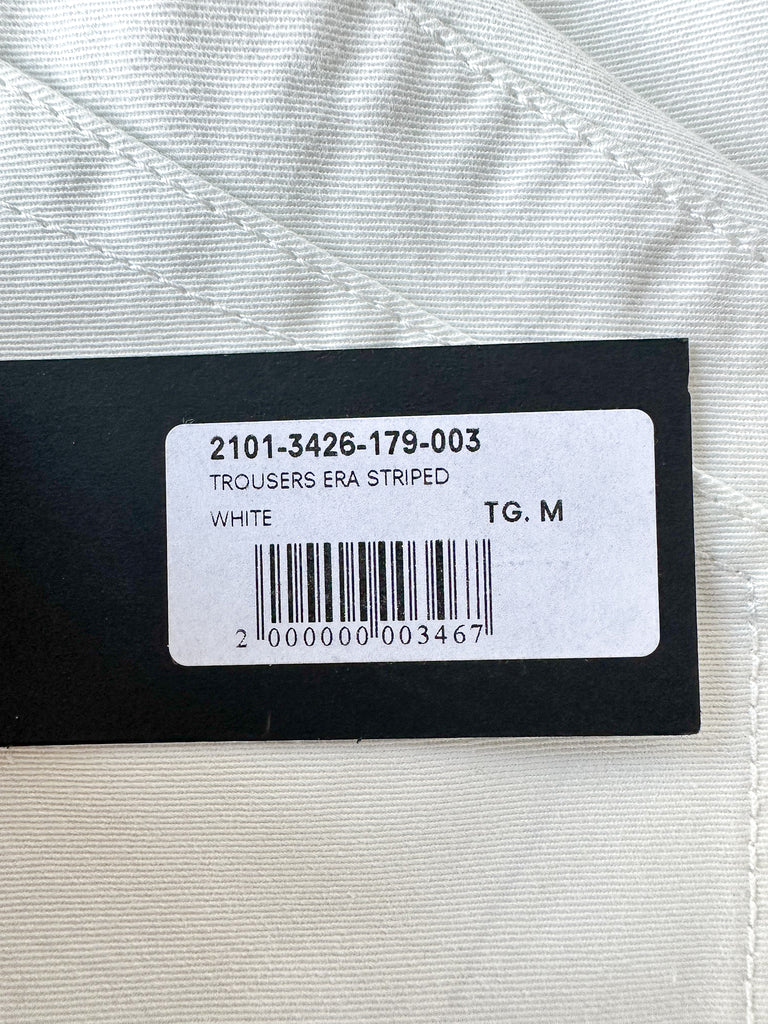 2101-3426-179-003
TROUSERS ERA STRIPED
WHITE TG. M
2 000000 003467